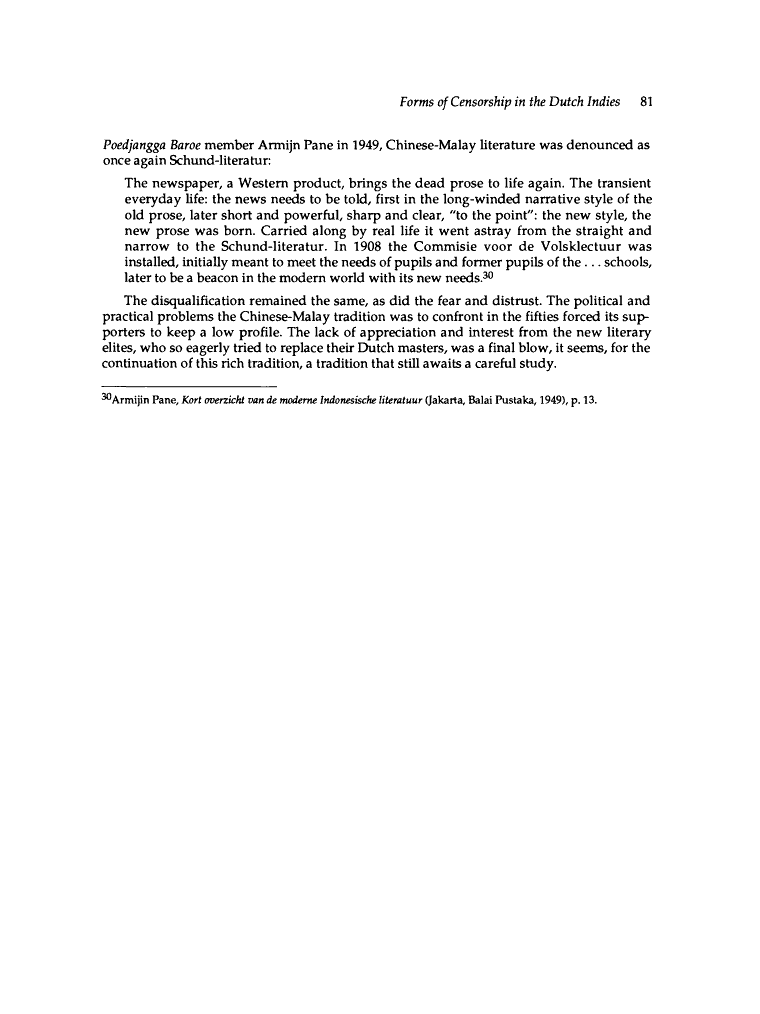 Forms of Censorship in the Dutch Indies 81
Poedjangga Baroe member Armijn Pane in 1949, Chinese-Malay literature was denounced as
once again Schund-literatur:
The newspaper, a Western product, brings the dead prose to life again. The transient
everyday life: the news needs to be told, first in the long-winded narrative style of the
old prose, later short and powerful, sharp and clear, "to the point": the new style, the
new prose was born. Carried along by real life it went astray from the straight and
narrow to the Schund-literatur. In 1908 the Commisie voor de Volsklectuur was
installed, initially meant to meet the needs of pupils and former pupils of the . . . schools,
later to be a beacon in the modern world with its new needs.30
The disqualification remained the same, as did the fear and distrust. The political and
practical problems the Chinese-Malay tradition was to confront in the fifties forced its sup-
porters to keep a low profile. The lack of appreciation and interest from the new literary
elites, who so eagerly tried to replace their Dutch masters, was a final blow, it seems, for the
continuation of this rich tradition, a tradition that still awaits a careful study.
30Armijin Pane, Kort overzicht van de moderne Indonesische literatuur (Jakarta, Balai Pustaka, 1949), p. 13.